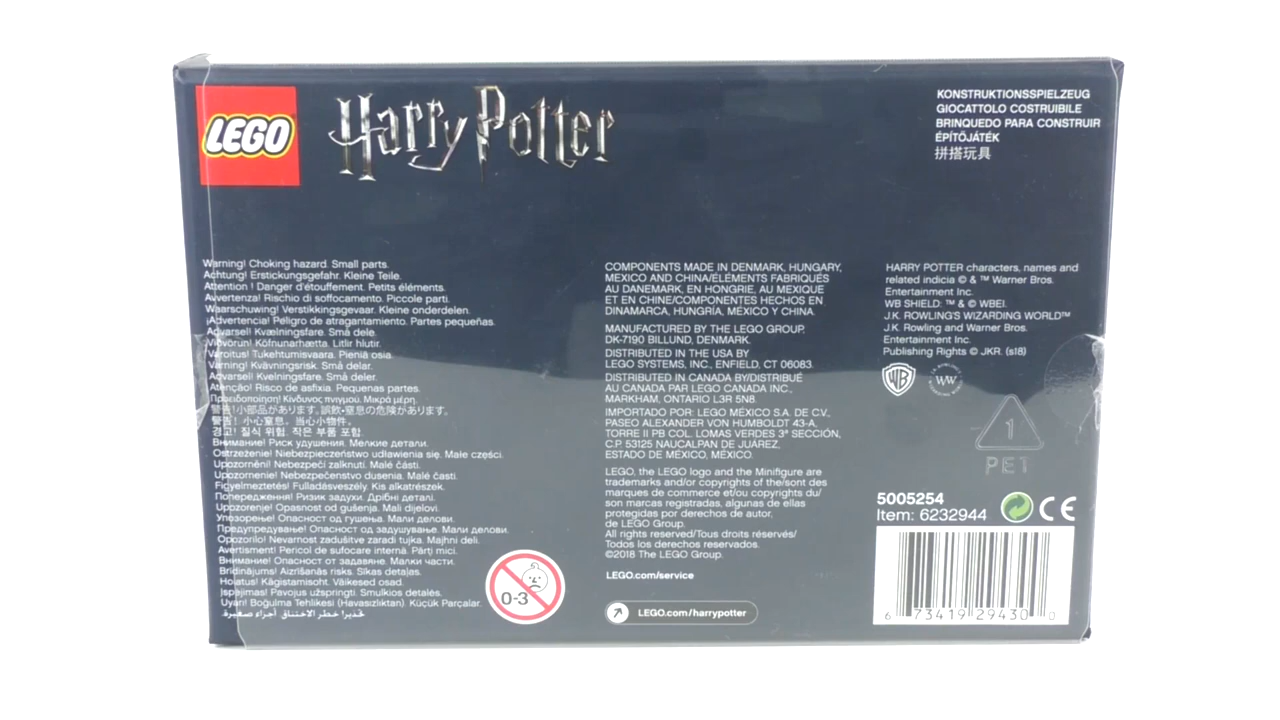 LEGO
Harry Potter
KONSTRUKTIONSSPIELZEUG
GIOCATTOLO COSTRUIBILE
BRINQUEDO PARA CONSTRUIR
ÉPÍTŐJÁTÉK
拼搭玩具
Warning! Choking hazard. Small parts.
Achtung! Erstickungsgefahr. Kleine Teile.
Attention ! Danger d'étouffement. Petits éléments.
Avvertenza! Rischio di soffocamento. Piccole parti.
Waarschuwing! Verstikkingsgevaar. Kleine onderdelen.
¡Advertencia! Peligro de atragantamiento. Partes pequeñas.
Advarsel! Kvælningsfare. Små dele.
Viðvörun! Köfnunarhætta. Litlir hlutir.
Varoitus! Tukehtumisvaara. Pieniä osia.
Varning! Kvävningsrisk. Små delar.
Advarsel! Kvelningsfare. Små deler.
Atenção! Risco de asfixia. Pequenas partes.
Προειδοποίηση! Κίνδυνος πνιγμού. Μικρά μέρη.
警告!小部品があります。誤飲・窒息の危険があります。
警告! 小心窒息。当心小物件。
경고! 질식 위험. 작은 부품 포함
Внимание! Риск удушения. Мелкие детали.
Ostrzeżenie! Niebezpieczeństwo udławienia się. Małe części.
Upozornění! Nebezpečí zalknutí. Malé části.
Upozornenie! Nebezpečenstvo dusenia. Malé časti.
Figyelmeztetés! Fulladásveszély. Kis alkatrészek.
Попередження! Ризик задухи. Дрібні деталі.
Upozorenje! Opasnost od gušenja. Mali dijelovi.
Упозорење! Опасност од гушења. Мали делови.
Предупредување! Опасност од задушување. Мали делови.
Opozorilo! Nevarnost zadušitve zaradi tujka. Majhni deli.
Avertisment! Pericol de sufocare internă. Părți mici.
Внимание! Опасност от задавяне. Малки части.
Brīdinājums! Aizrīšanās risks. Sīkas detaļas.
Hoiatus! Kägistamisoht. Väikesed osad.
Įspėjimas! Pavojus užspringti. Smulkios detalės.
Uyarı! Boğulma Tehlikesi (Havasızlıktan). Küçük Parçalar.
تحذير! خطر الاختناق. أجزاء صغيرة.
0-3
COMPONENTS MADE IN DENMARK, HUNGARY,
MEXICO AND CHINA/ÉLÉMENTS FABRIQUÉS
AU DANEMARK, EN HONGRIE, AU MEXIQUE
ET EN CHINE/COMPONENTES HECHOS EN
DINAMARCA, HUNGRÍA, MÉXICO Y CHINA.
MANUFACTURED BY THE LEGO GROUP.
DK-7190 BILLUND, DENMARK.
DISTRIBUTED IN THE USA BY
LEGO SYSTEMS, INC., ENFIELD, CT 06083.
DISTRIBUTED IN CANADA BY/DISTRIBUÉ
AU CANADA PAR LEGO CANADA INC.,
MARKHAM, ONTARIO L3R 5N8.
IMPORTADO POR: LEGO MÉXICO S.A. DE C.V.,
PASEO ALEXANDER VON HUMBOLDT 43-A,
TORRE II PB COL. LOMAS VERDES 3ª SECCIÓN,
C.P. 53125 NAUCALPAN DE JUÁREZ,
ESTADO DE MÉXICO, MÉXICO.
LEGO, the LEGO logo and the Minifigure are
trademarks and/or copyrights of the/sont des
marques de commerce et/ou copyrights du/
son marcas registradas, algunas de ellas
protegidas por derechos de autor,
de LEGO Group.
All rights reserved/Tous droits réservés/
Todos los derechos reservados.
©2018 The LEGO Group.
LEGO.com/service
LEGO.com/harrypotter
HARRY POTTER characters, names and
related indicia © & ™ Warner Bros.
Entertainment Inc.
WB SHIELD: ™ & © WBEI.
J.K. ROWLING'S WIZARDING WORLD™
J.K. Rowling and Warner Bros.
Entertainment Inc.
Publishing Rights © JKR. (s18)
WB
WW
1
PET
5005254
Item: 6232944
CE
6 73419 29430 0